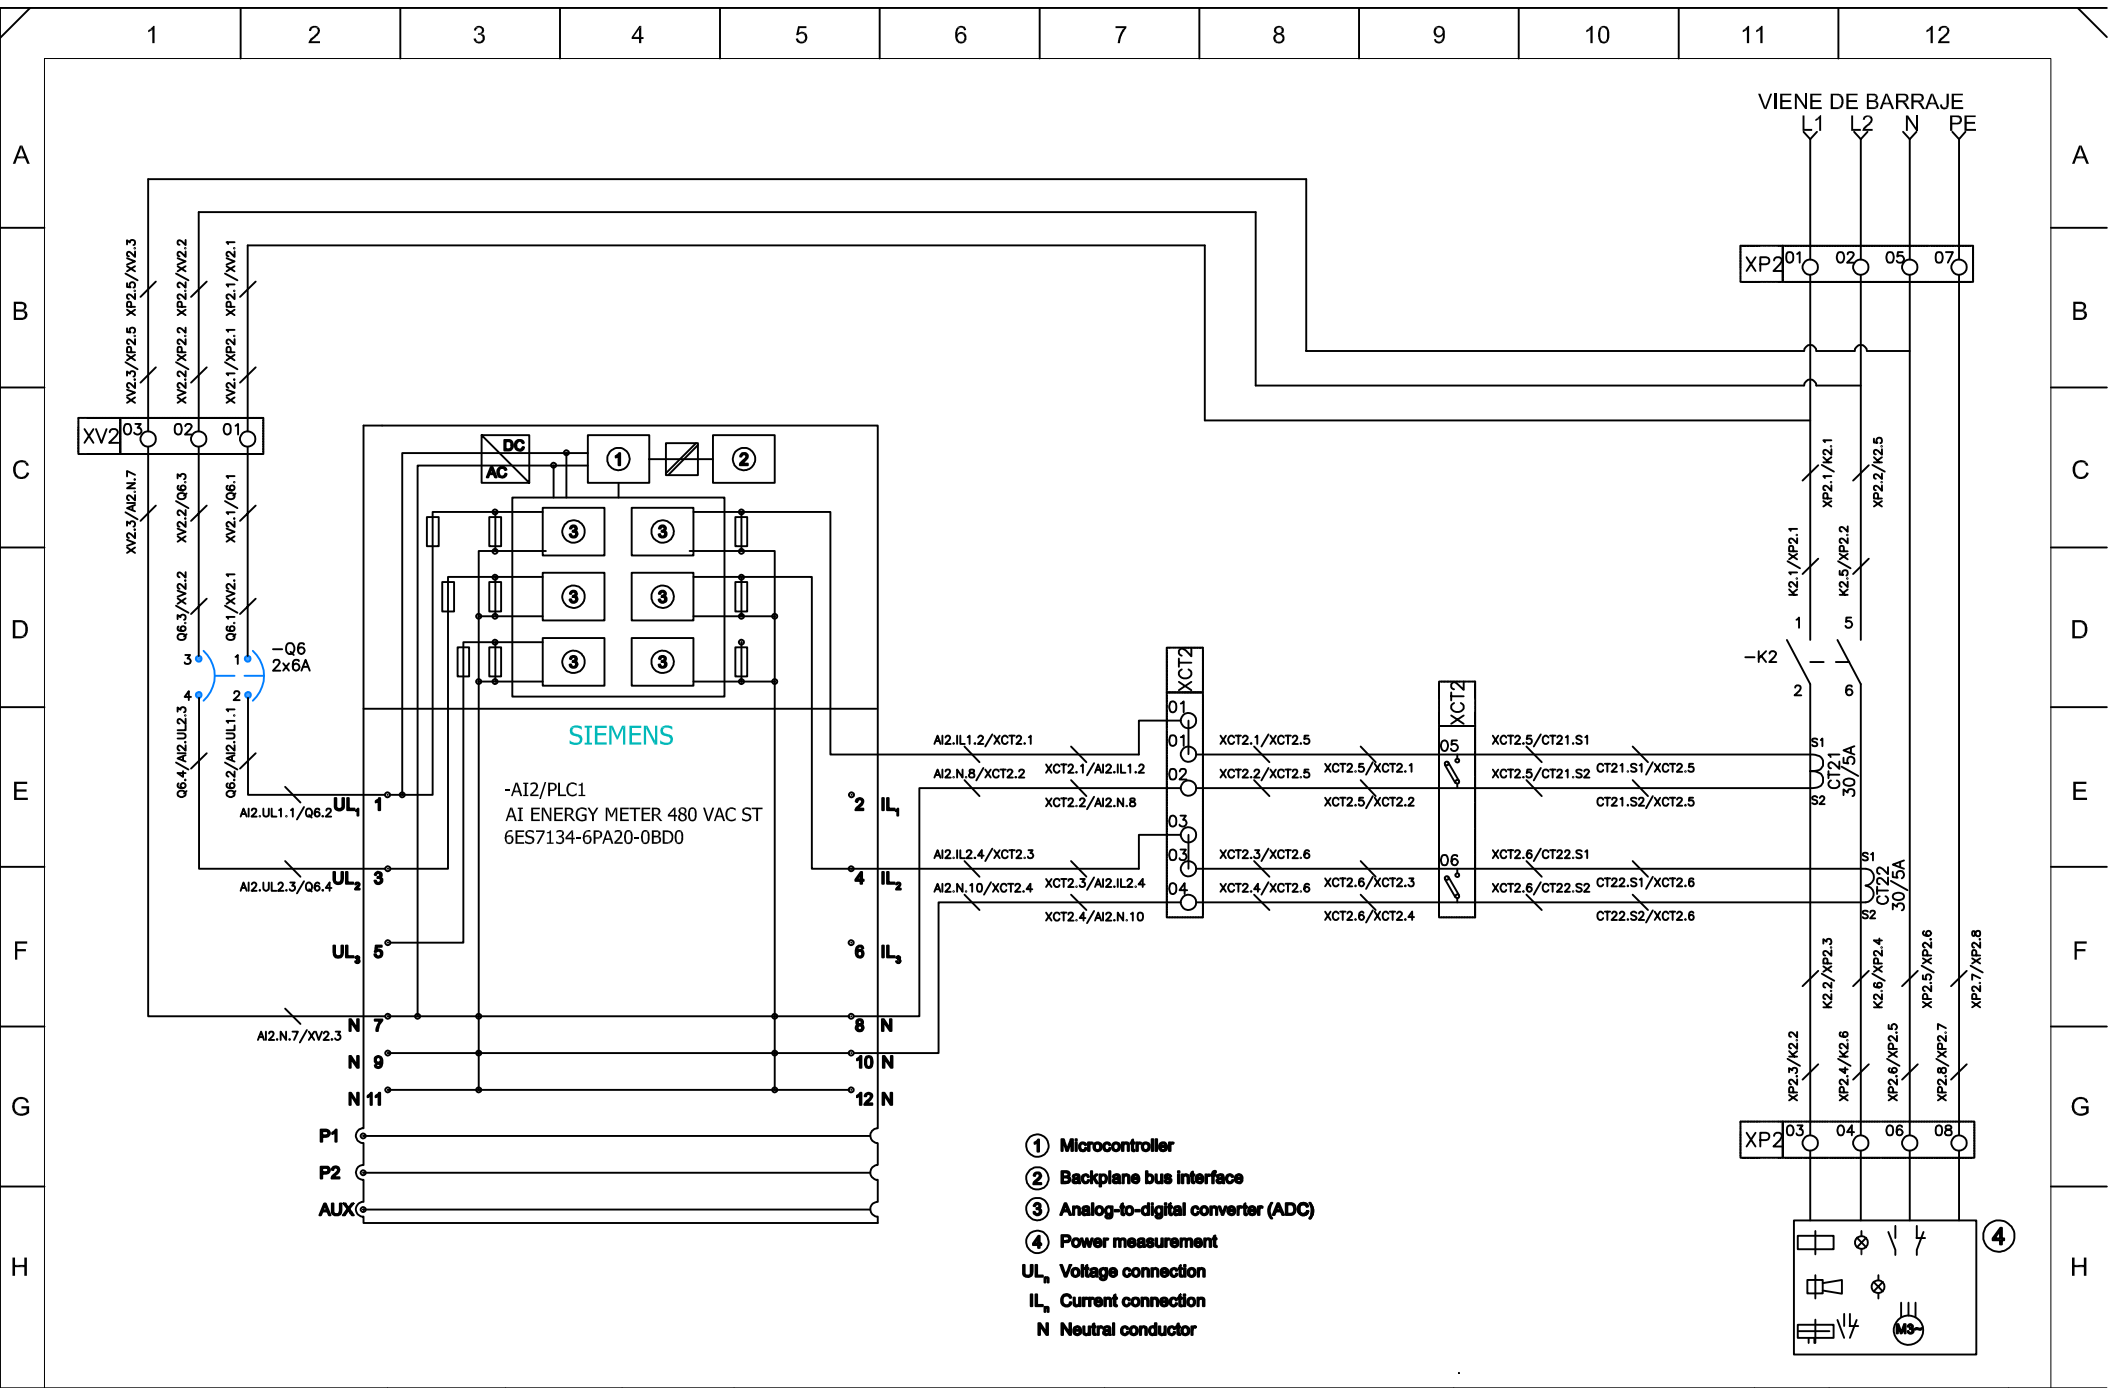 1 2 3 4 5 6 7 8 9 10 11 12
VIENE DE BARRAJE
L1 L2 N PE
A A
XP2.5/XV2.3 XP2.2/XV2.2 XP2.1/XV2.1
XP2 01 02 05 07
B B
XV2.3/XP2.5 XV2.2/XP2.2 XV2.1/XP2.1
XV2 03 02 01
DC
AC
1 2
C C
XP2.1/K2.1 XP2.2/K2.5
XV2.3/AI2.N.7 XV2.2/Q6.3 XV2.1/Q6.1
3 3
K2.1/XP2.1 K2.5/XP2.2
Q6.3/XV2.2 Q6.1/XV2.1
3 3
D D
1 5
-K2
2 6
3 1
-Q6
2x6A
4 2
3 3
XCT2
XCT2
Q6.4/AI2.UL2.3 Q6.2/AI2.UL1.1
SIEMENS
-AI2/PLC1
AI ENERGY METER 480 VAC ST
6ES7134-6PA20-0BD0
E E
01
AI2.IL1.2/XCT2.1 01 XCT2.1/XCT2.5 05 XCT2.5/CT21.S1 S1
XCT2.1/AI2.IL1.2 XCT2.5/XCT2.1 CT21.S1/XCT2.5
CT21
30/5A
AI2.N.8/XCT2.2 02 XCT2.2/XCT2.5 XCT2.5/CT21.S2 S2
XCT2.2/AI2.N.8 XCT2.5/XCT2.2 CT21.S2/XCT2.5
AI2.UL1.1/Q6.2 UL1 1 2 IL1
03
AI2.IL2.4/XCT2.3 03 XCT2.3/XCT2.6 06 XCT2.6/CT22.S1 S1
XCT2.3/AI2.IL2.4 XCT2.6/XCT2.3 CT22.S1/XCT2.6
CT22
30/5A
AI2.N.10/XCT2.4 04 XCT2.4/XCT2.6 XCT2.6/CT22.S2 S2
XCT2.4/AI2.N.10 XCT2.6/XCT2.4 CT22.S2/XCT2.6
AI2.UL2.3/Q6.4 UL2 3 4 IL2
F F
UL3 5 6 IL3
K2.2/XP2.3 K2.6/XP2.4 XP2.5/XP2.6 XP2.7/XP2.8
AI2.N.7/XV2.3 N 7 8 N
N 9 10 N
N 11 12 N
XP2.3/K2.2 XP2.4/K2.6 XP2.6/XP2.5 XP2.8/XP2.7
G G
P1
P2
AUX
XP2 03 04 06 08
1 Microcontroller
2 Backplane bus interface
3 Analog-to-digital converter (ADC)
4 Power measurement
ULn Voltage connection
ILn Current connection
N Neutral conductor
H H
4
M3~